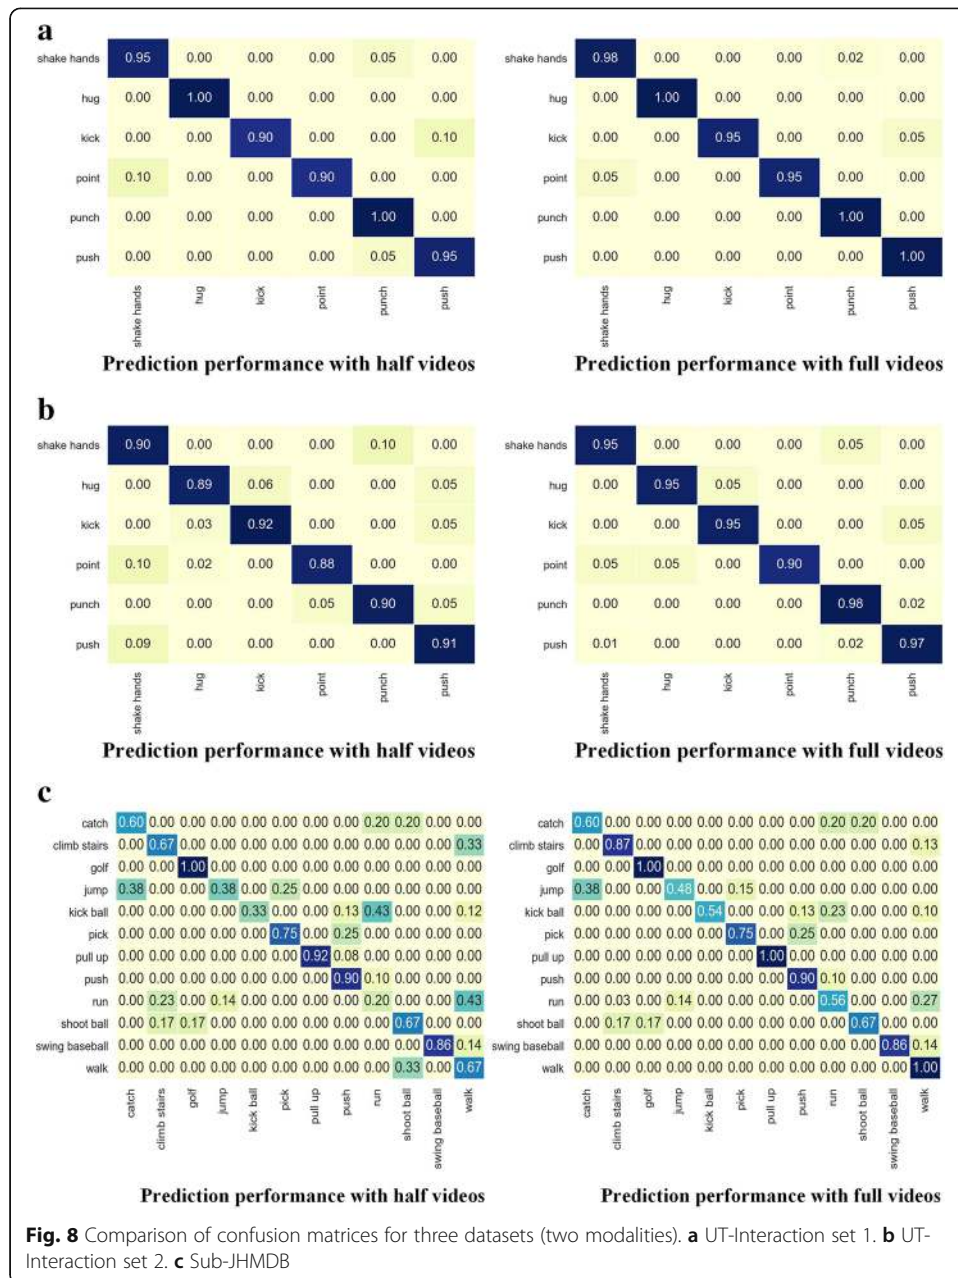 a
shake hands 0.95 0.00 0.00 0.00 0.05 0.00
hug 0.00 1.00 0.00 0.00 0.00 0.00
kick 0.00 0.00 0.90 0.00 0.00 0.10
point 0.10 0.00 0.00 0.90 0.00 0.00
punch 0.00 0.00 0.00 0.00 1.00 0.00
push 0.00 0.00 0.00 0.00 0.05 0.95
shake hands hug kick point punch push
Prediction performance with half videos
shake hands 0.98 0.00 0.00 0.00 0.02 0.00
hug 0.00 1.00 0.00 0.00 0.00 0.00
kick 0.00 0.00 0.95 0.00 0.00 0.05
point 0.05 0.00 0.00 0.95 0.00 0.00
punch 0.00 0.00 0.00 0.00 1.00 0.00
push 0.00 0.00 0.00 0.00 0.00 1.00
shake hands hug kick point punch push
Prediction performance with full videos
b
shake hands 0.90 0.00 0.00 0.00 0.10 0.00
hug 0.00 0.89 0.06 0.00 0.00 0.05
kick 0.00 0.03 0.92 0.00 0.00 0.05
point 0.10 0.02 0.00 0.88 0.00 0.00
punch 0.00 0.00 0.00 0.05 0.90 0.05
push 0.09 0.00 0.00 0.00 0.00 0.91
shake hands hug kick point punch push
Prediction performance with half videos
shake hands 0.95 0.00 0.00 0.00 0.05 0.00
hug 0.00 0.95 0.05 0.00 0.00 0.00
kick 0.00 0.00 0.95 0.00 0.00 0.05
point 0.05 0.05 0.00 0.90 0.00 0.00
punch 0.00 0.00 0.00 0.00 0.98 0.02
push 0.01 0.00 0.00 0.00 0.02 0.97
shake hands hug kick point punch push
Prediction performance with full videos
c
catch 0.60 0.00 0.00 0.00 0.00 0.00 0.00 0.00 0.20 0.20 0.00 0.00
climb stairs 0.00 0.67 0.00 0.00 0.00 0.00 0.00 0.00 0.00 0.00 0.00 0.33
golf 0.00 0.00 1.00 0.00 0.00 0.00 0.00 0.00 0.00 0.00 0.00 0.00
jump 0.38 0.00 0.00 0.38 0.00 0.25 0.00 0.00 0.00 0.00 0.00 0.00
kick ball 0.00 0.00 0.00 0.00 0.33 0.00 0.00 0.13 0.43 0.00 0.00 0.12
pick 0.00 0.00 0.00 0.00 0.00 0.75 0.00 0.25 0.00 0.00 0.00 0.00
pull up 0.00 0.00 0.00 0.00 0.00 0.00 0.92 0.08 0.00 0.00 0.00 0.00
push 0.00 0.00 0.00 0.00 0.00 0.00 0.00 0.90 0.10 0.00 0.00 0.00
run 0.00 0.23 0.00 0.14 0.00 0.00 0.00 0.00 0.20 0.00 0.00 0.43
shoot ball 0.00 0.17 0.17 0.00 0.00 0.00 0.00 0.00 0.00 0.67 0.00 0.00
swing baseball 0.00 0.00 0.00 0.00 0.00 0.00 0.00 0.00 0.00 0.00 0.86 0.14
walk 0.00 0.00 0.00 0.00 0.00 0.00 0.00 0.00 0.00 0.33 0.00 0.67
catch climb stairs golf jump kick ball pick pull up push run shoot ball swing baseball walk
Prediction performance with half videos
catch 0.60 0.00 0.00 0.00 0.00 0.00 0.00 0.00 0.20 0.20 0.00 0.00
climb stairs 0.00 0.87 0.00 0.00 0.00 0.00 0.00 0.00 0.00 0.00 0.00 0.13
golf 0.00 0.00 1.00 0.00 0.00 0.00 0.00 0.00 0.00 0.00 0.00 0.00
jump 0.38 0.00 0.00 0.48 0.00 0.15 0.00 0.00 0.00 0.00 0.00 0.00
kick ball 0.00 0.00 0.00 0.00 0.54 0.00 0.00 0.13 0.23 0.00 0.00 0.10
pick 0.00 0.00 0.00 0.00 0.00 0.75 0.00 0.25 0.00 0.00 0.00 0.00
pull up 0.00 0.00 0.00 0.00 0.00 0.00 1.00 0.00 0.00 0.00 0.00 0.00
push 0.00 0.00 0.00 0.00 0.00 0.00 0.00 0.90 0.10 0.00 0.00 0.00
run 0.00 0.03 0.00 0.14 0.00 0.00 0.00 0.00 0.56 0.00 0.00 0.27
shoot ball 0.00 0.17 0.17 0.00 0.00 0.00 0.00 0.00 0.00 0.67 0.00 0.00
swing baseball 0.00 0.00 0.00 0.00 0.00 0.00 0.00 0.00 0.00 0.00 0.86 0.14
walk 0.00 0.00 0.00 0.00 0.00 0.00 0.00 0.00 0.00 0.00 0.00 1.00
catch climb stairs golf jump kick ball pick pull up push run shoot ball swing baseball walk
Prediction performance with full videos
Fig. 8 Comparison of confusion matrices for three datasets (two modalities). a UT-Interaction set 1. b UT-
Interaction set 2. c Sub-JHMDB